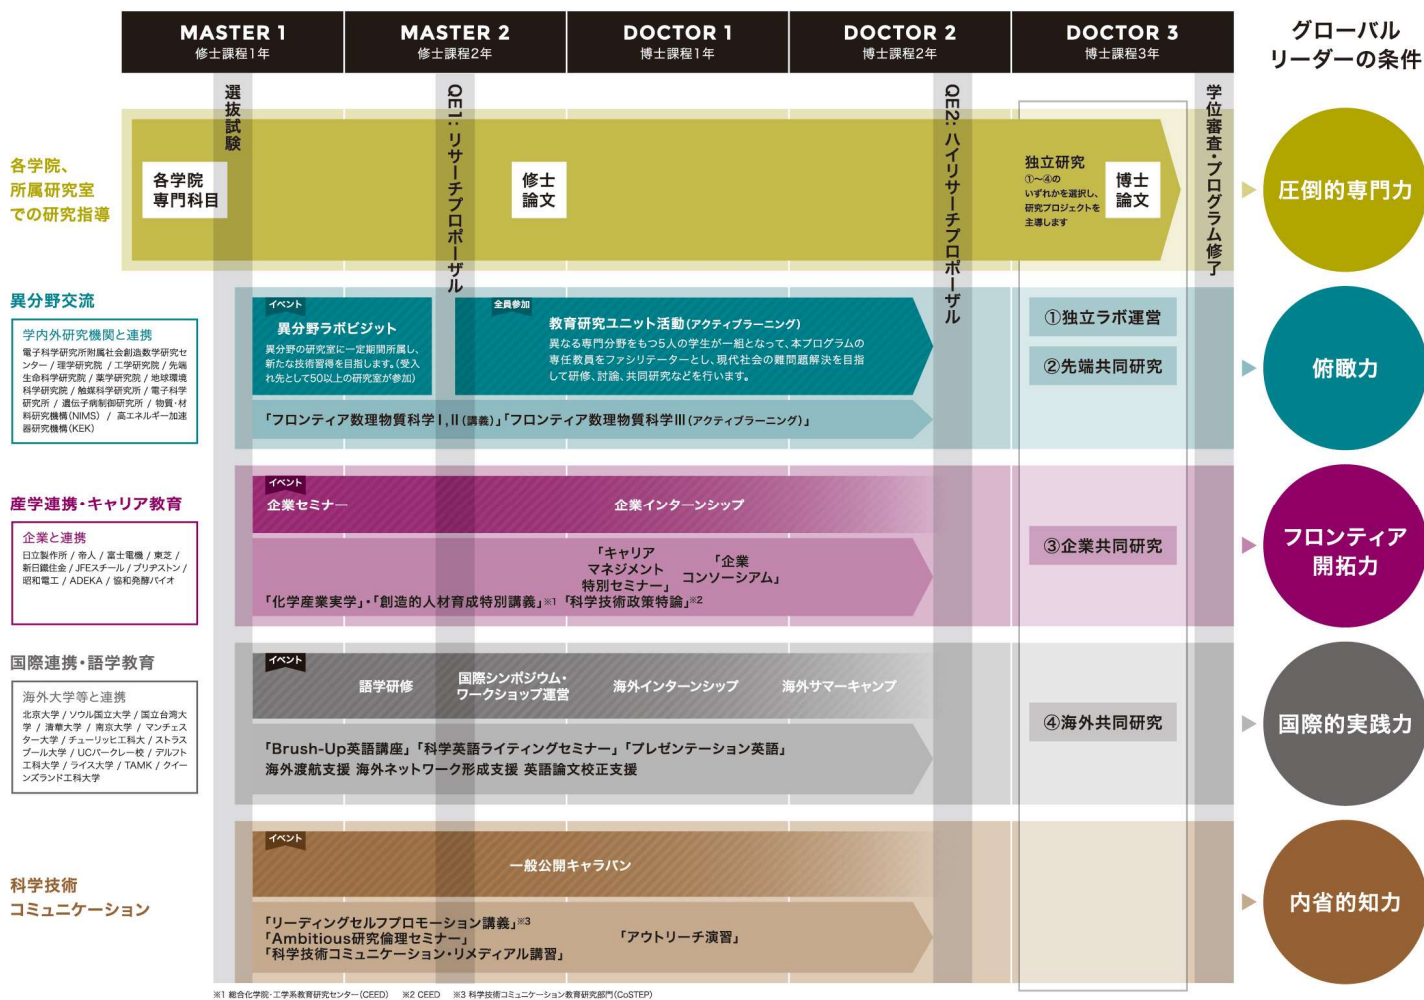 MASTER 1
修士課程1年
MASTER 2
修士課程2年
DOCTOR 1
博士課程1年
DOCTOR 2
博士課程2年
DOCTOR 3
博士課程3年
グローバル
リーダーの条件
選抜試験
QE1：リサーチプロポーザル
QE2：ハイリサーチプロポーザル
学位審査・プログラム修了
各学院、
所属研究室
での研究指導
各学院
専門科目
修士
論文
独立研究
①〜④の
いずれかを選択し、
研究プロジェクトを
主導します
博士
論文
圧倒的専門力
異分野交流
学内外研究機関と連携
電子科学研究所附属社会創造数学研究セ
ンター / 理学研究院 / 工学研究院 / 先端
生命科学研究院 / 薬学研究院 / 地球環境
科学研究院 / 触媒科学研究所 / 電子科学
研究所 / 遺伝子病制御研究所 / 物質・材
料研究機構(NIMS) / 高エネルギー加速
器研究機構(KEK)
イベント
異分野ラボビジット
異分野の研究室に一定期間所属し、
新たな技術習得を目指します。(受入
れ先として50以上の研究室が参加)
全員参加
教育研究ユニット活動(アクティブラーニング)
異なる専門分野をもつ5人の学生が一組となって、本プログラムの
専任教員をファシリテーターとし、現代社会の難問題解決を目指
して研修、討論、共同研究などを行います。
「フロンティア数理物質科学I,II(講義)」「フロンティア数理物質科学III(アクティブラーニング)」
①独立ラボ運営
②先端共同研究
俯瞰力
産学連携・キャリア教育
企業と連携
日立製作所 / 帝人 / 富士電機 / 東芝 /
新日鐵住金 / JFEスチール / ブリヂストン /
昭和電工 / ADEKA / 協和発酵バイオ
イベント
企業セミナー
企業インターンシップ
「キャリア
マネジメント
特別セミナー」
「企業
コンソーシアム」
「化学産業実学」・「創造的人材育成特別講義」※1 「科学技術政策特論」※2
③企業共同研究
フロンティア
開拓力
国際連携・語学教育
海外大学等と連携
北京大学 / ソウル国立大学 / 国立台湾大
学 / 清華大学 / 南京大学 / マンチェス
ター大学 / チューリッヒ工科大 / ストラス
ブール大学 / UCバークレー校 / デルフト
工科大学 / ライス大学 / TAMK / クイー
ンズランド工科大学
イベント
語学研修
国際シンポジウム・
ワークショップ運営
海外インターンシップ
海外サマーキャンプ
「Brush-Up英語講座」「科学英語ライティングセミナー」「プレゼンテーション英語」
海外渡航支援 海外ネットワーク形成支援 英語論文校正支援
④海外共同研究
国際的実践力
科学技術
コミュニケーション
イベント
一般公開キャラバン
「リーディングセルフプロモーション講義」※3
「Ambitious研究倫理セミナー」
「科学技術コミュニケーション・リメディアル講習」
「アウトリーチ演習」
内省的知力
※1 総合化学院・工学系教育研究センター(CEED) ※2 CEED ※3 科学技術コミュニケーション教育研究部門(CoSTEP)